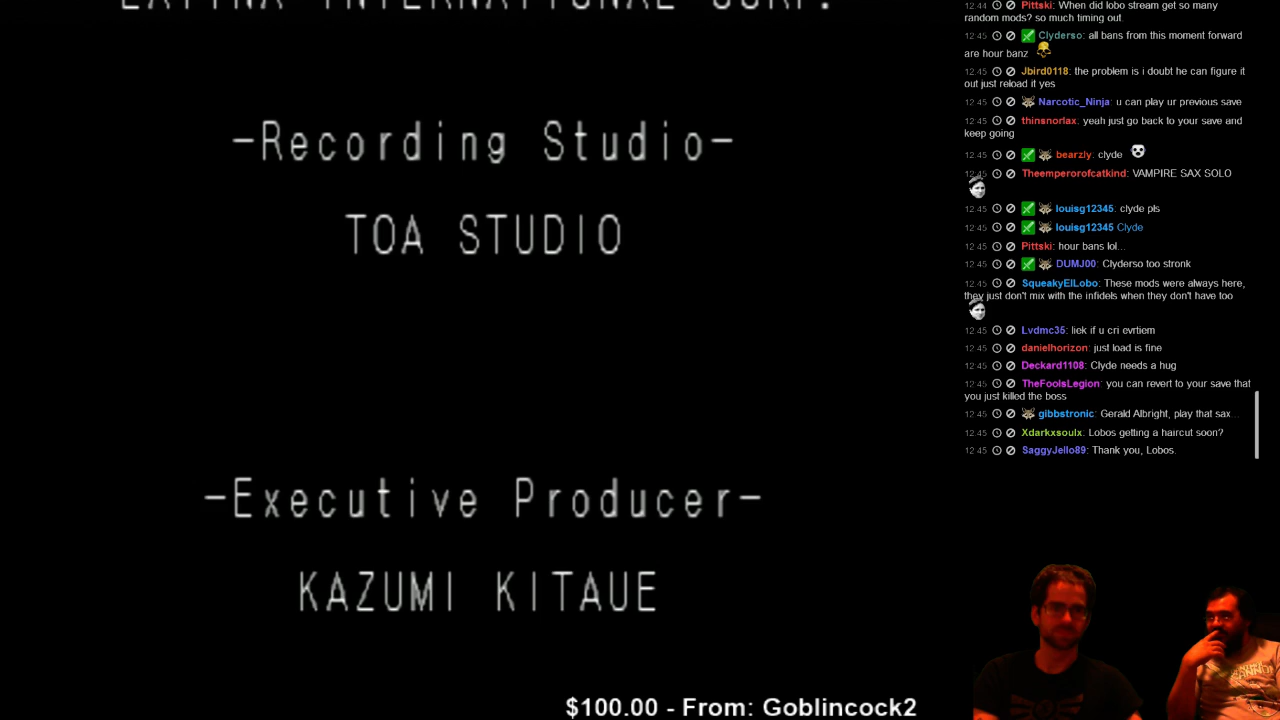 LATINA INTERNATIONAL CORP.
-Recording Studio-
TOA STUDIO
-Executive Producer-
KAZUMI KITAUE
$100.00 - From: Goblincock2
12:44 Pittski: When did lobo stream get so many
random mods? so much timing out.
12:45 Clyderso: all bans from this moment forward
are hour banz
12:45 Jbird0118: the problem is i doubt he can figure it
out just reload it yes
12:45 Narcotic_Ninja: u can play ur previous save
12:45 thinsnorlax: yeah just go back to your save and
keep going
12:45 bearzly: clyde
12:45 Theemperorofcatkind: VAMPIRE SAX SOLO
12:45 louisg12345: clyde pls
12:45 louisg12345 Clyde
12:45 Pittski: hour bans lol...
12:45 DUMJ00: Clyderso too stronk
12:45 SqueakyElLobo: These mods were always here,
they just don't mix with the infidels when they don't have too
12:45 Lvdmc35: liek if u cri evrtiem
12:45 danielhorizon: just load is fine
12:45 Deckard1108: Clyde needs a hug
12:45 TheFoolsLegion: you can revert to your save that
you just killed the boss
12:45 gibbstronic: Gerald Albright, play that sax...
12:45 Xdarkxsoulx: Lobos getting a haircut soon?
12:45 SaggyJello89: Thank you, Lobos.